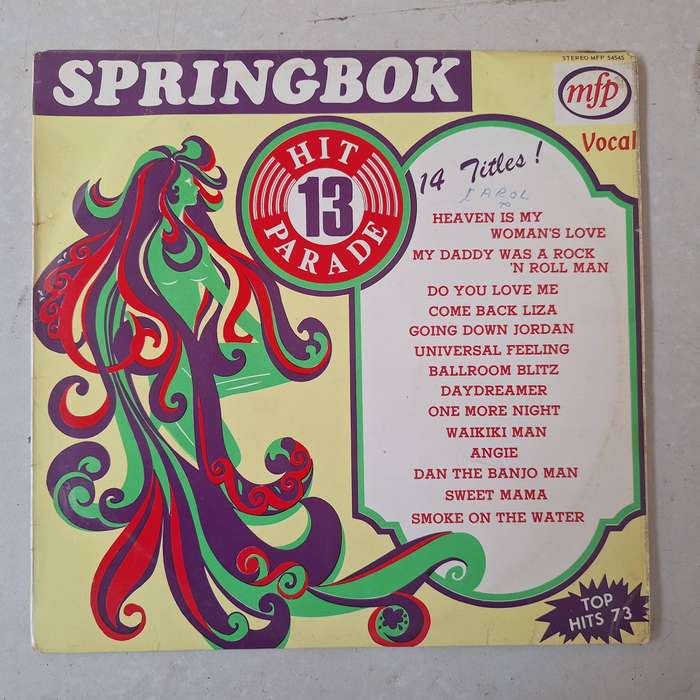 STEREO MFP 54545
SPRINGBOK
mfp
Vocal
HIT
13
PARADE
14 Titles!
CAROL
HEAVEN IS MY
WOMAN'S LOVE
MY DADDY WAS A ROCK
'N ROLL MAN
DO YOU LOVE ME
COME BACK LIZA
GOING DOWN JORDAN
UNIVERSAL FEELING
BALLROOM BLITZ
DAYDREAMER
ONE MORE NIGHT
WAIKIKI MAN
ANGIE
DAN THE BANJO MAN
SWEET MAMA
SMOKE ON THE WATER
TOP
HITS 73